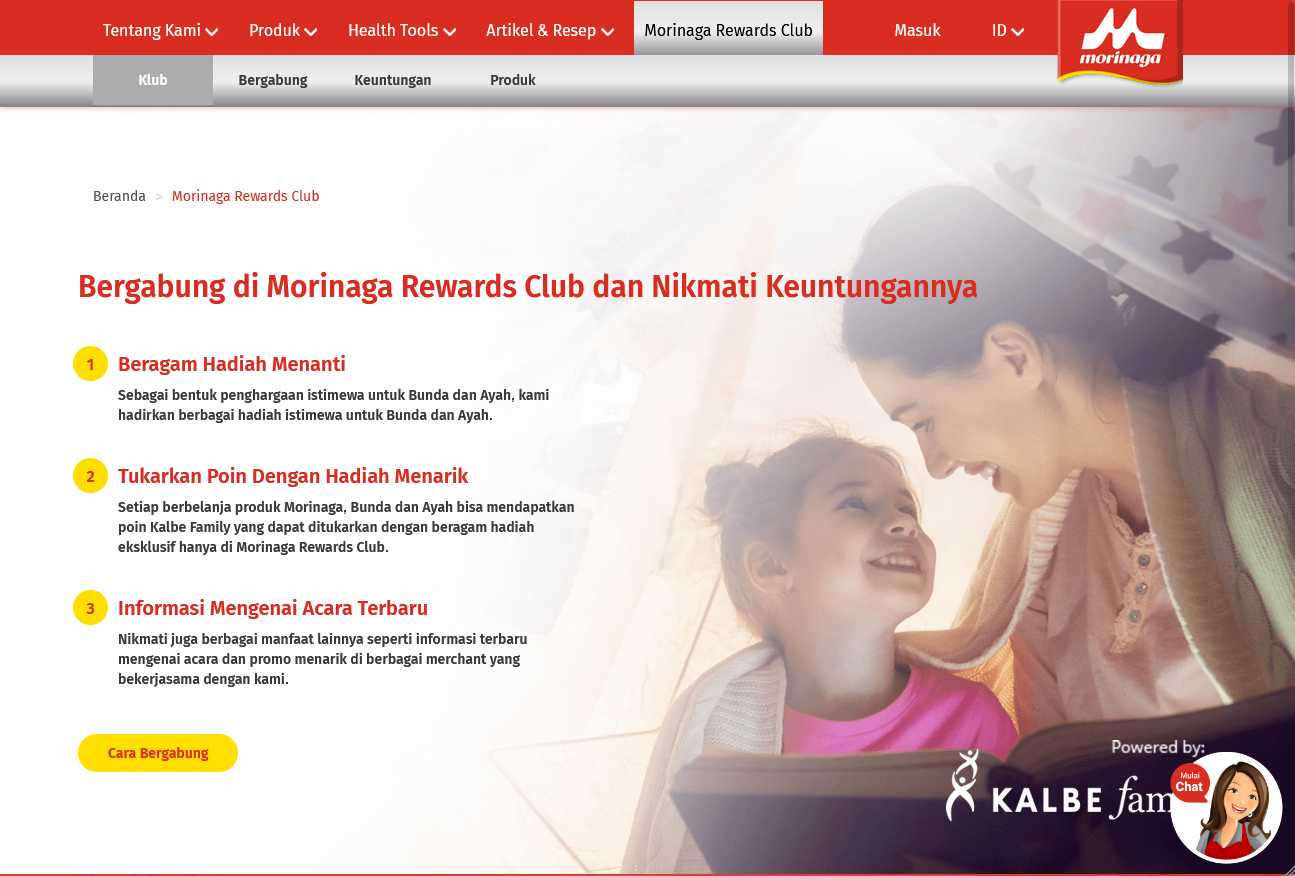 Tentang Kami
Produk
Health Tools
Artikel & Resep
Morinaga Rewards Club
Masuk
ID
morinaga
Klub
Bergabung
Keuntungan
Produk
Beranda > Morinaga Rewards Club
Bergabung di Morinaga Rewards Club dan Nikmati Keuntungannya
1
Beragam Hadiah Menanti
Sebagai bentuk penghargaan istimewa untuk Bunda dan Ayah, kami
hadirkan berbagai hadiah istimewa untuk Bunda dan Ayah.
2
Tukarkan Poin Dengan Hadiah Menarik
Setiap berbelanja produk Morinaga, Bunda dan Ayah bisa mendapatkan
poin Kalbe Family yang dapat ditukarkan dengan beragam hadiah
eksklusif hanya di Morinaga Rewards Club.
3
Informasi Mengenai Acara Terbaru
Nikmati juga berbagai manfaat lainnya seperti informasi terbaru
mengenai acara dan promo menarik di berbagai merchant yang
bekerjasama dengan kami.
Cara Bergabung
Powered by:
KALBE fam
Mulai
Chat